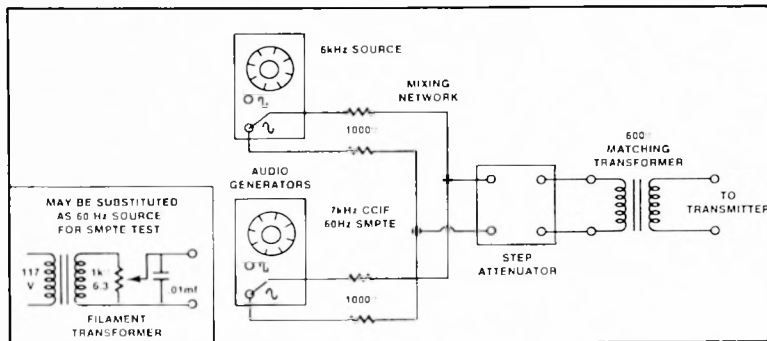 6kHz SOURCE
MIXING
NETWORK
1000
AUDIO
GENERATORS
7kHz CCIF
60Hz SMPTE
1000
STEP
ATTENUATOR
600
MATCHING
TRANSFORMER
TO
TRANSMITTER
MAY BE SUBSTITUTED
AS 60 Hz SOURCE
FOR SMPTE TEST
117
V
1k
6.3
.01mf
FILAMENT
TRANSFORMER